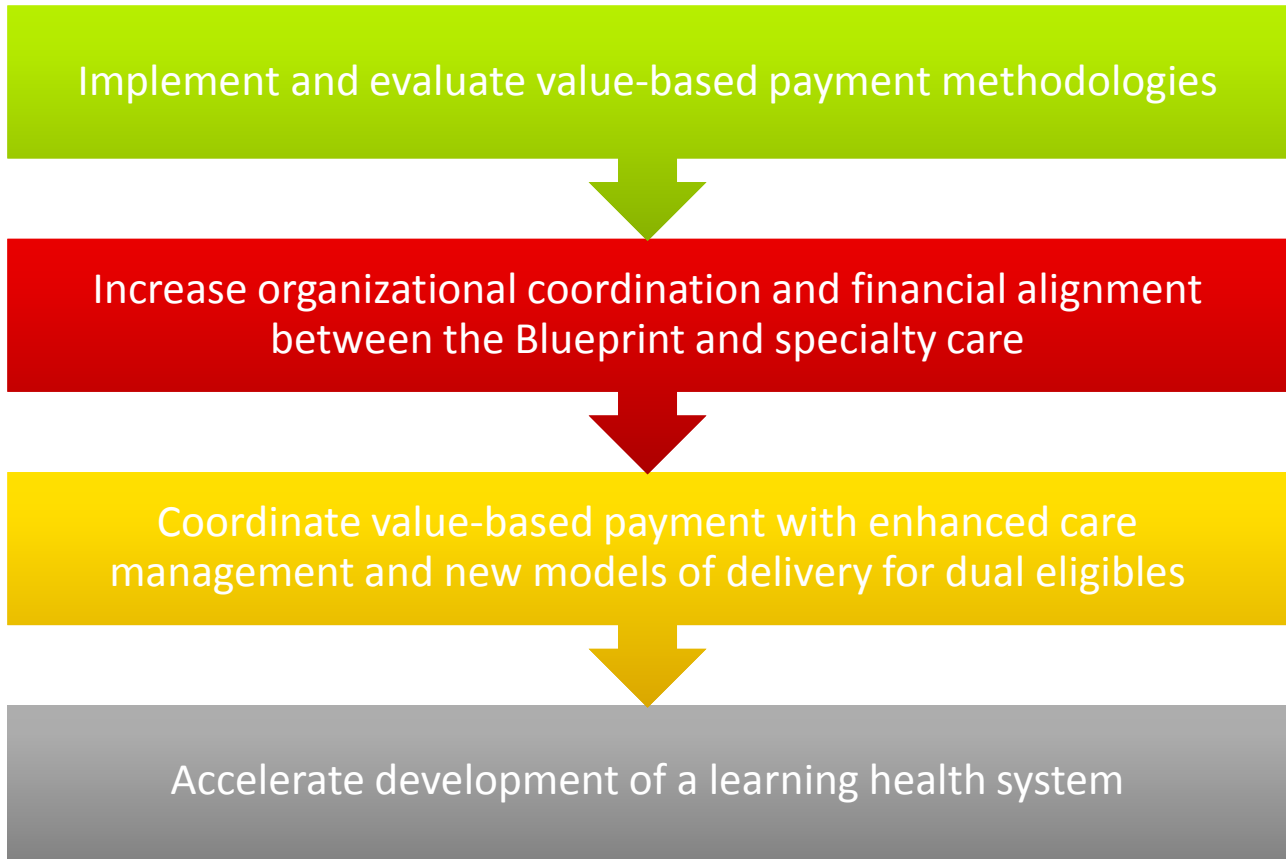 Implement and evaluate value-based payment methodologies
Increase organizational coordination and financial alignment
between the Blueprint and specialty care
Coordinate value-based payment with enhanced care
management and new models of delivery for dual eligibles
Accelerate development of a learning health system